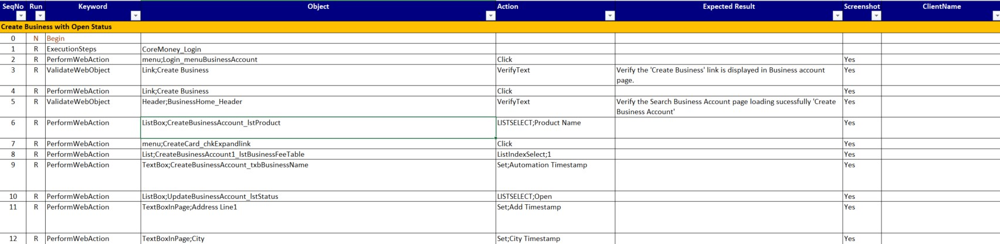 SeqNo Run Keyword Object Action Expected Result Screenshot ClientName
Create Business with Open Status
0 N Begin
1 R ExecutionSteps CoreMoney_Login
2 R PerformWebAction menu;Login_menuBusinessAccount Click Yes
3 R ValidateWebObject Link;Create Business VerifyText Verify the 'Create Business' link is displayed in Business account Yes
page.
4 R PerformWebAction Link;Create Business Click Yes
5 R ValidateWebObject Header;BusinessHome_Header VerifyText Verify the Search Business Account page loading sucessfully 'Create Yes
Business Account'
6 R PerformWebAction ListBox;CreateBusinessAccount_lstProduct LISTSELECT;Product Name Yes
7 R PerformWebAction menu;CreateCard_chkExpandlink Click Yes
8 R PerformWebAction List;CreateBusinessAccount1_lstBusinessFeeTable ListIndexSelect;1 Yes
9 R PerformWebAction TextBox;CreateBusinessAccount_txbBusinessName Set;Automation Timestamp Yes
10 R PerformWebAction ListBox;UpdateBusinessAccount_lstStatus LISTSELECT;Open Yes
11 R PerformWebAction TextBoxInPage;Address Line1 Set;Add Timestamp Yes
12 R PerformWebAction TextBoxInPage;City Set;City Timestamp Yes